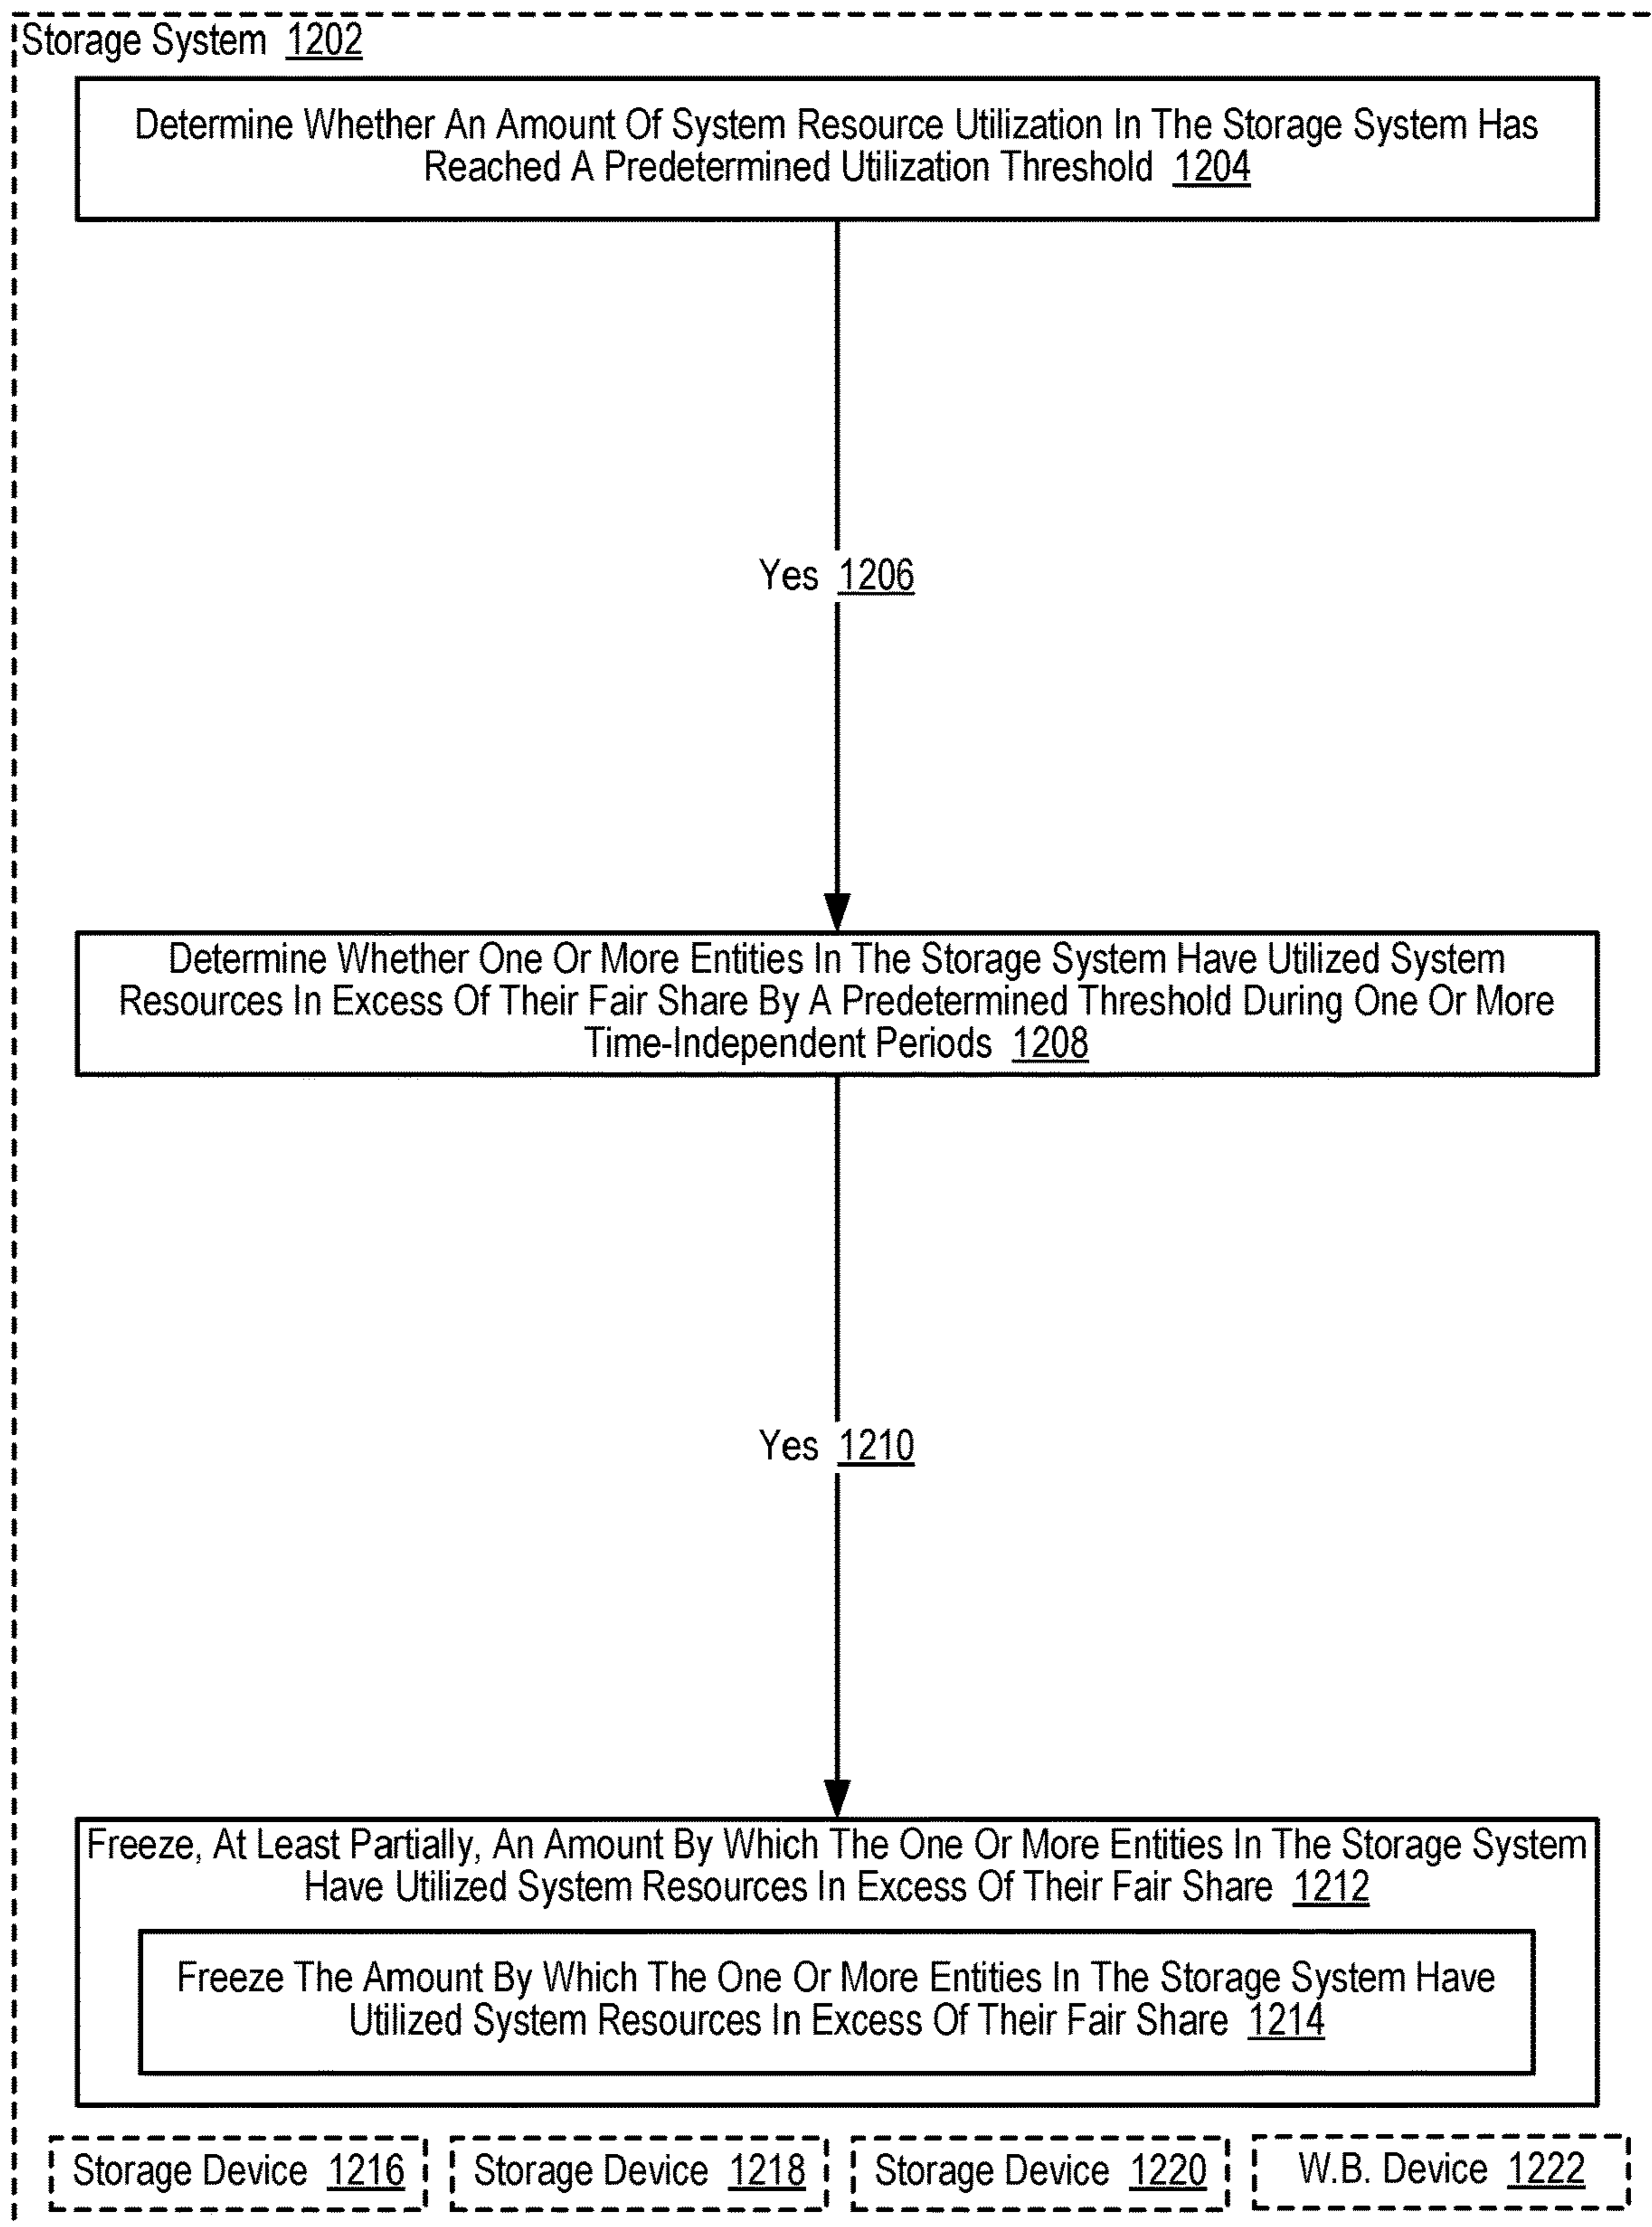 Storage System 1202
Determine Whether An Amount Of System Resource Utilization In The Storage System Has
Reached A Predetermined Utilization Threshold 1204
Yes 1206
Determine Whether One Or More Entities In The Storage System Have Utilized System
Resources In Excess Of Their Fair Share By A Predetermined Threshold During One Or More
Time-Independent Periods 1208
Yes 1210
Freeze, At Least Partially, An Amount By Which The One Or More Entities In The Storage System
Have Utilized System Resources In Excess Of Their Fair Share 1212
Freeze The Amount By Which The One Or More Entities In The Storage System Have
Utilized System Resources In Excess Of Their Fair Share 1214
Storage Device 1216
Storage Device 1218
Storage Device 1220
W.B. Device 1222